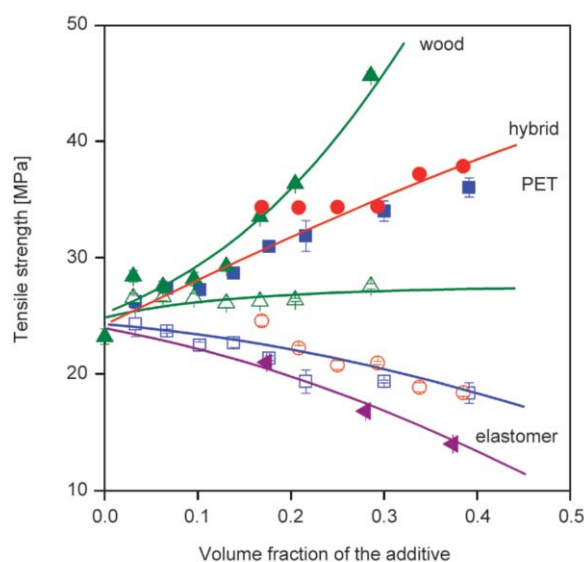 50
wood
40
hybrid
PET
30
20
elastomer
10
0.0
0.1
0.2
0.3
0.4
0.5
Tensile strength [MPa]
Volume fraction of the additive